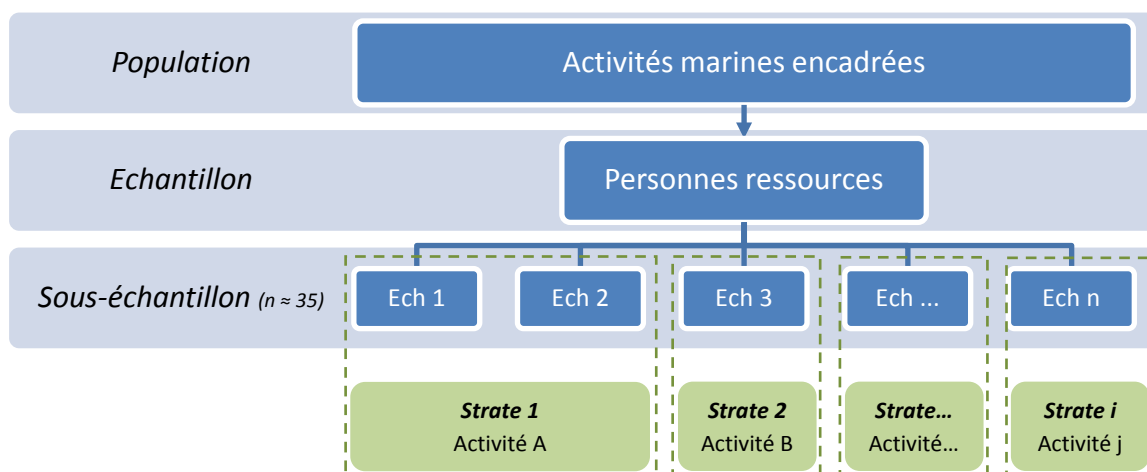 Population
Activités marines encadrées
Echantillon
Personnes ressources
Sous-échantillon (n ≈ 35)
Ech 1
Ech 2
Ech 3
Ech ...
Ech n
Strate 1
Activité A
Strate 2
Activité B
Strate...
Activité...
Strate i
Activité j